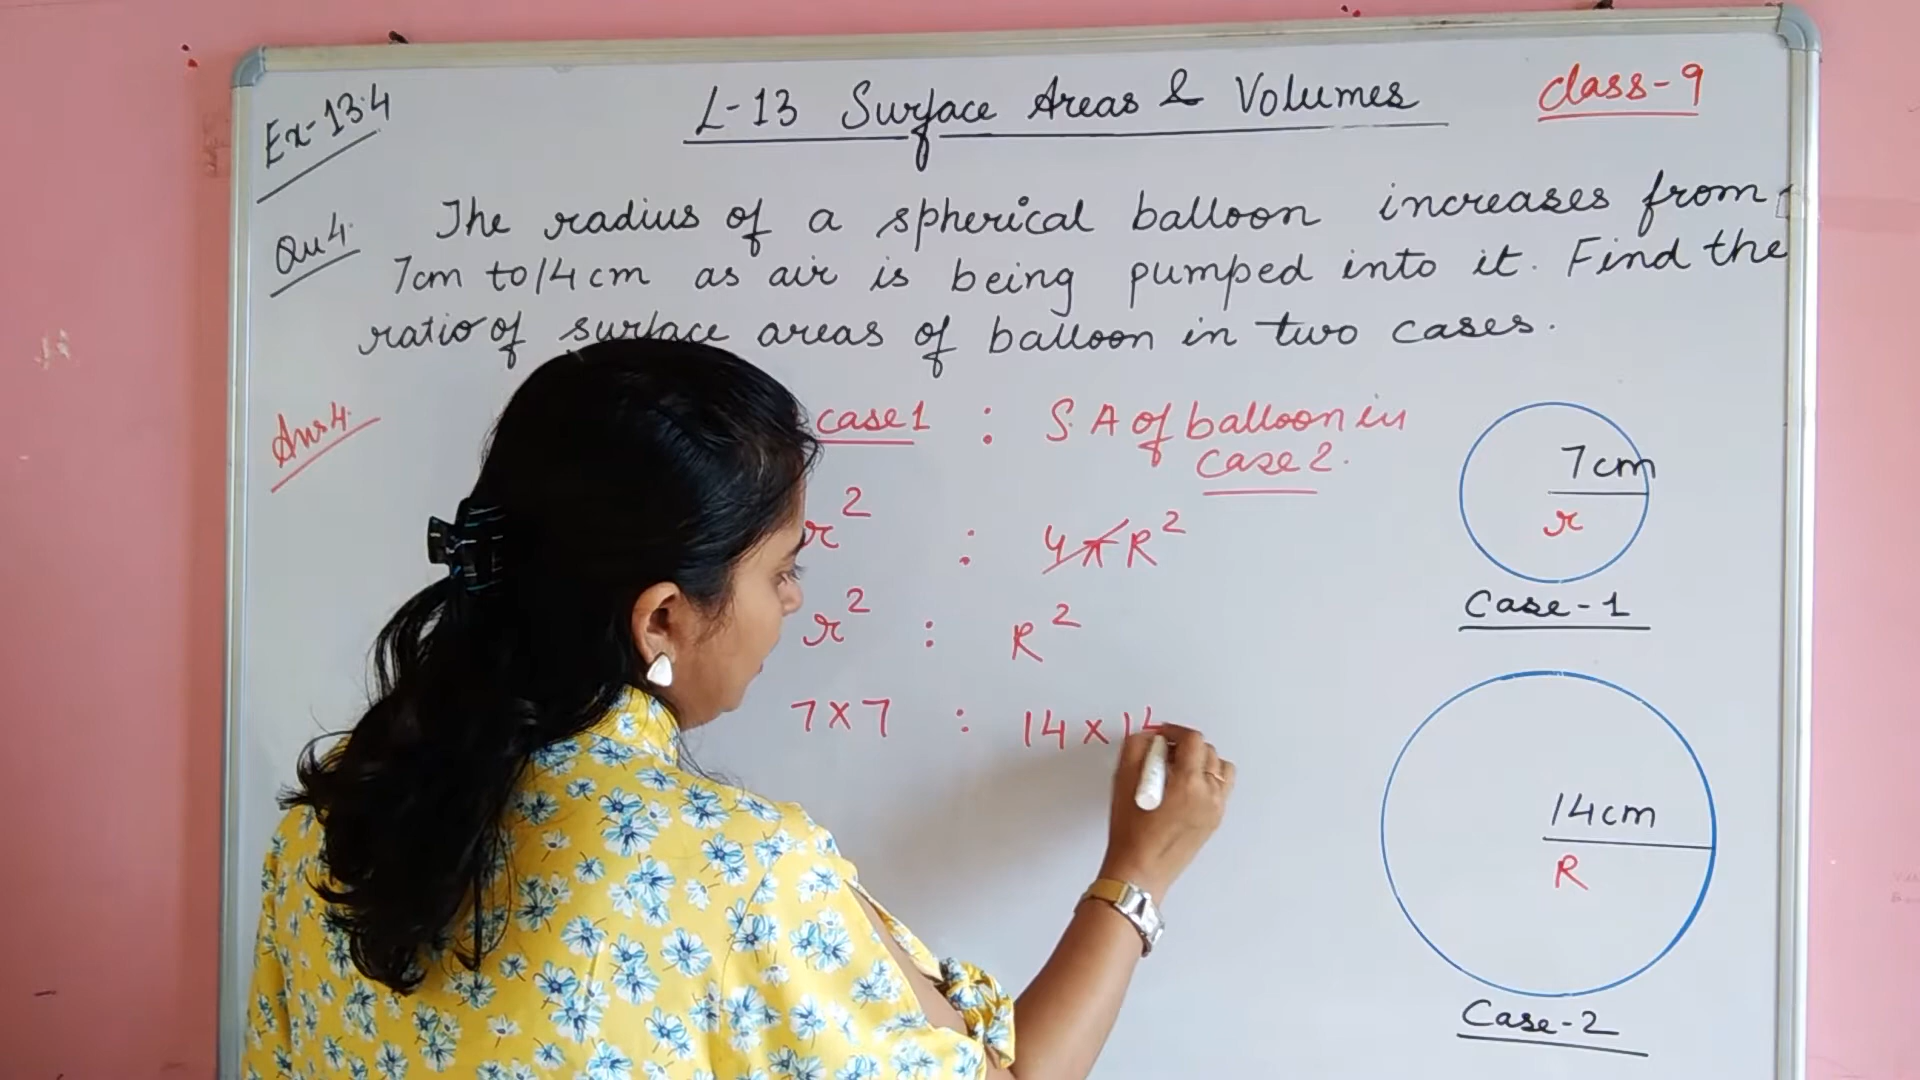 Ex-13.4
L-13 Surface Areas & Volumes
Class-9
Qu4. The radius of a spherical balloon increases from
7cm to 14cm as air is being pumped into it. Find the
ratio of surface areas of balloon in two cases.
Ans4.
case1 : S.A of balloon in
case 2.
r² : 4πR²
r² : R²
7×7 : 14×14
7cm
r
Case-1
14cm
R
Case-2